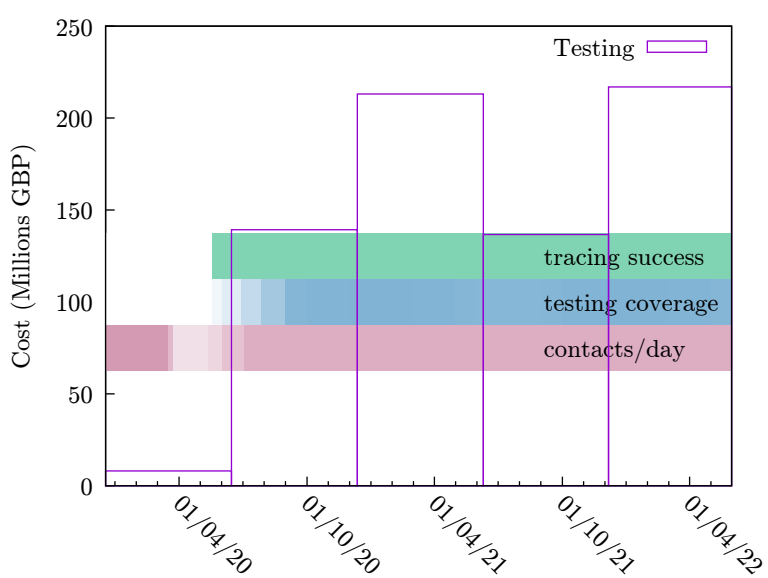 250
Testing
200
150
100
50
0
Cost (Millions GBP)
tracing success
testing coverage
contacts/day
01/04/20
01/10/20
01/04/21
01/10/21
01/04/22